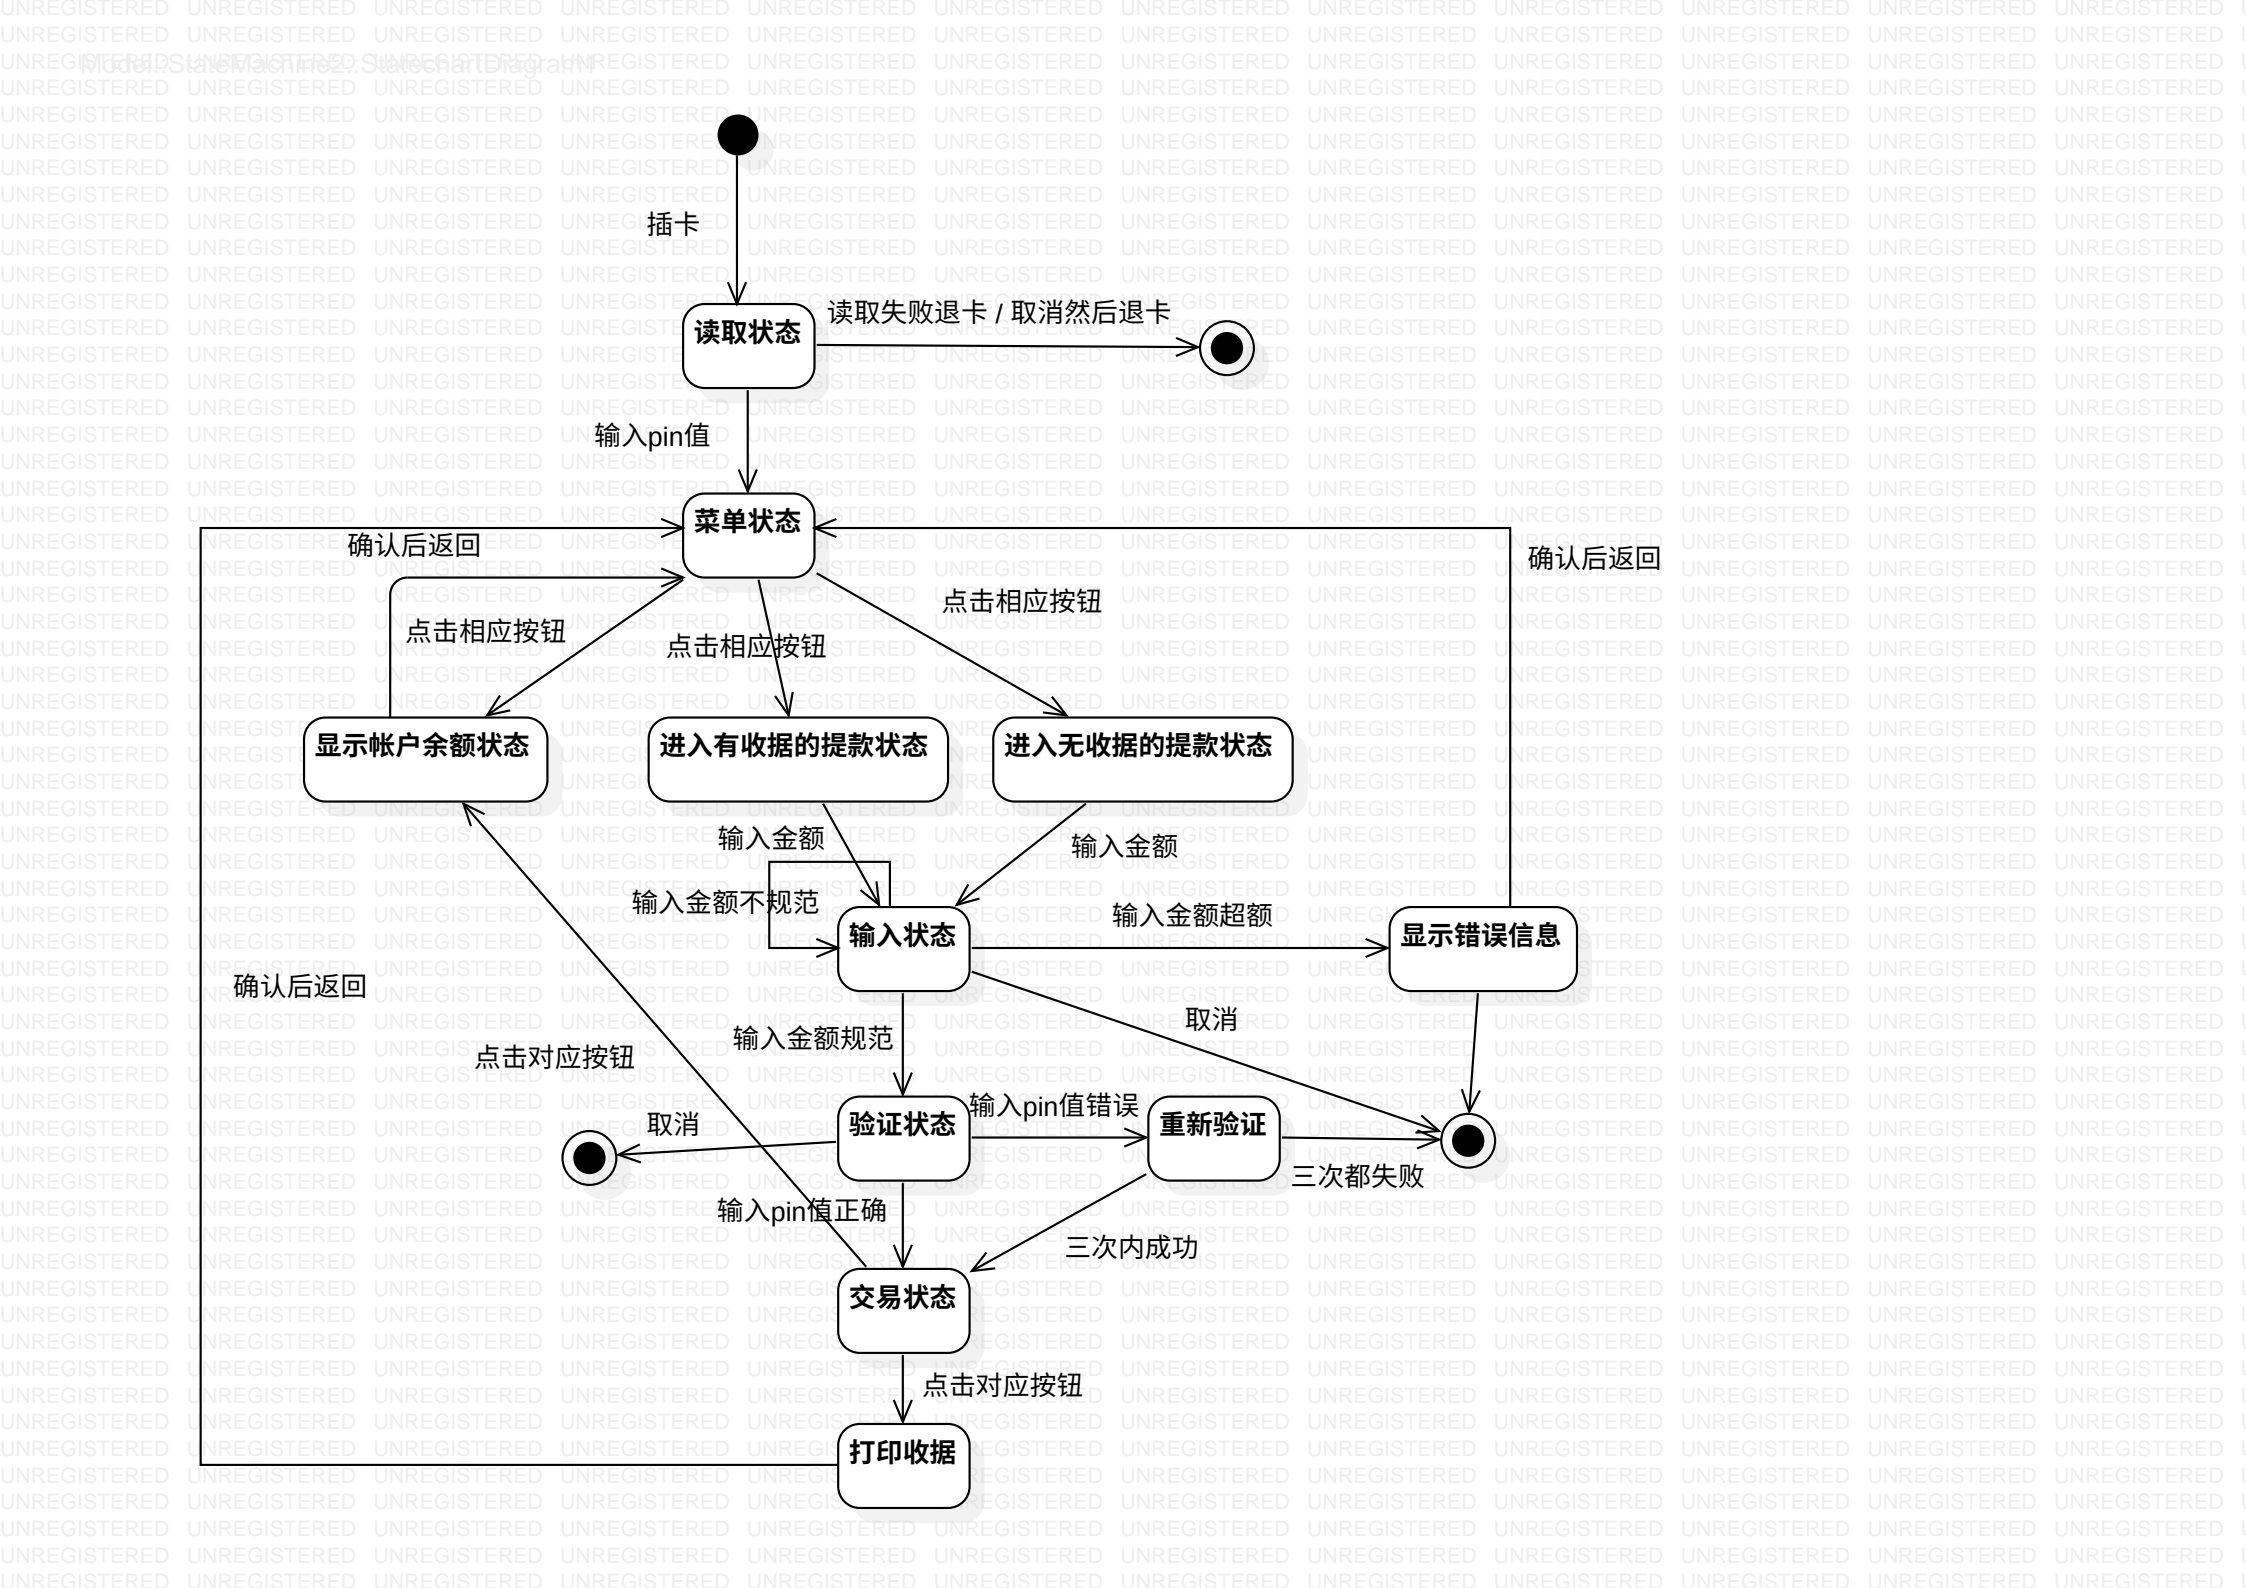 Model::StateMachine2::StatechartDiagram1
插卡
读取状态
读取失败退卡 / 取消然后退卡
输入pin值
菜单状态
确认后返回
确认后返回
点击相应按钮
点击相应按钮
点击相应按钮
显示帐户余额状态
进入有收据的提款状态
进入无收据的提款状态
输入金额
输入金额
输入金额不规范
输入状态
输入金额超额
显示错误信息
确认后返回
取消
输入金额规范
点击对应按钮
取消
验证状态
输入pin值错误
重新验证
三次都失败
输入pin值正确
三次内成功
交易状态
点击对应按钮
打印收据
UNREGISTERED